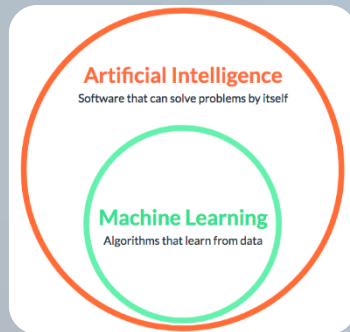 Artificial Intelligence
Software that can solve problems by itself
Machine Learning
Algorithms that learn from data